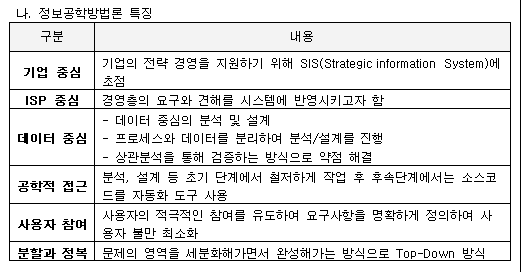 나. 정보공학방법론 특징
구분 내용
기업 중심 기업의 전략 경영을 지원하기 위해 SIS(Strategic information System)에
초점
ISP 중심 경영층의 요구와 견해를 시스템에 반영시키고자 함
데이터 중심 - 데이터 중심의 분석 및 설계
- 프로세스와 데이터를 분리하여 분석/설계를 진행
- 상관분석을 통해 검증하는 방식으로 약점 해결
공학적 접근 분석, 설계 등 초기 단계에서 철저하게 작업 후 후속단계에서는 소스코
드를 자동화 도구 사용
사용자 참여 사용자의 적극적인 참여를 유도하여 요구사항을 명확하게 정의하여 사
용자 불만 최소화
분할과 정복 문제의 영역을 세분화해가면서 완성해가는 방식으로 Top-Down 방식